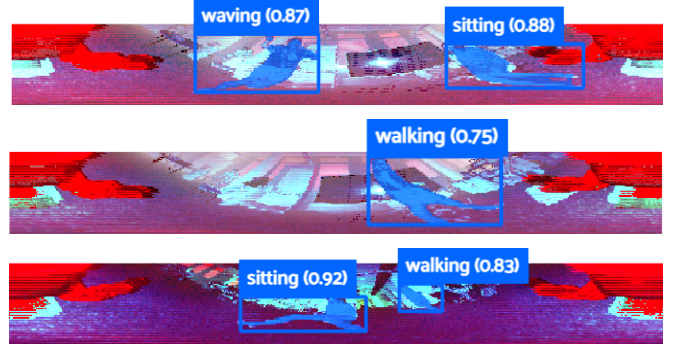 waving (0.87)
sitting (0.88)
walking (0.75)
sitting (0.92)
walking (0.83)